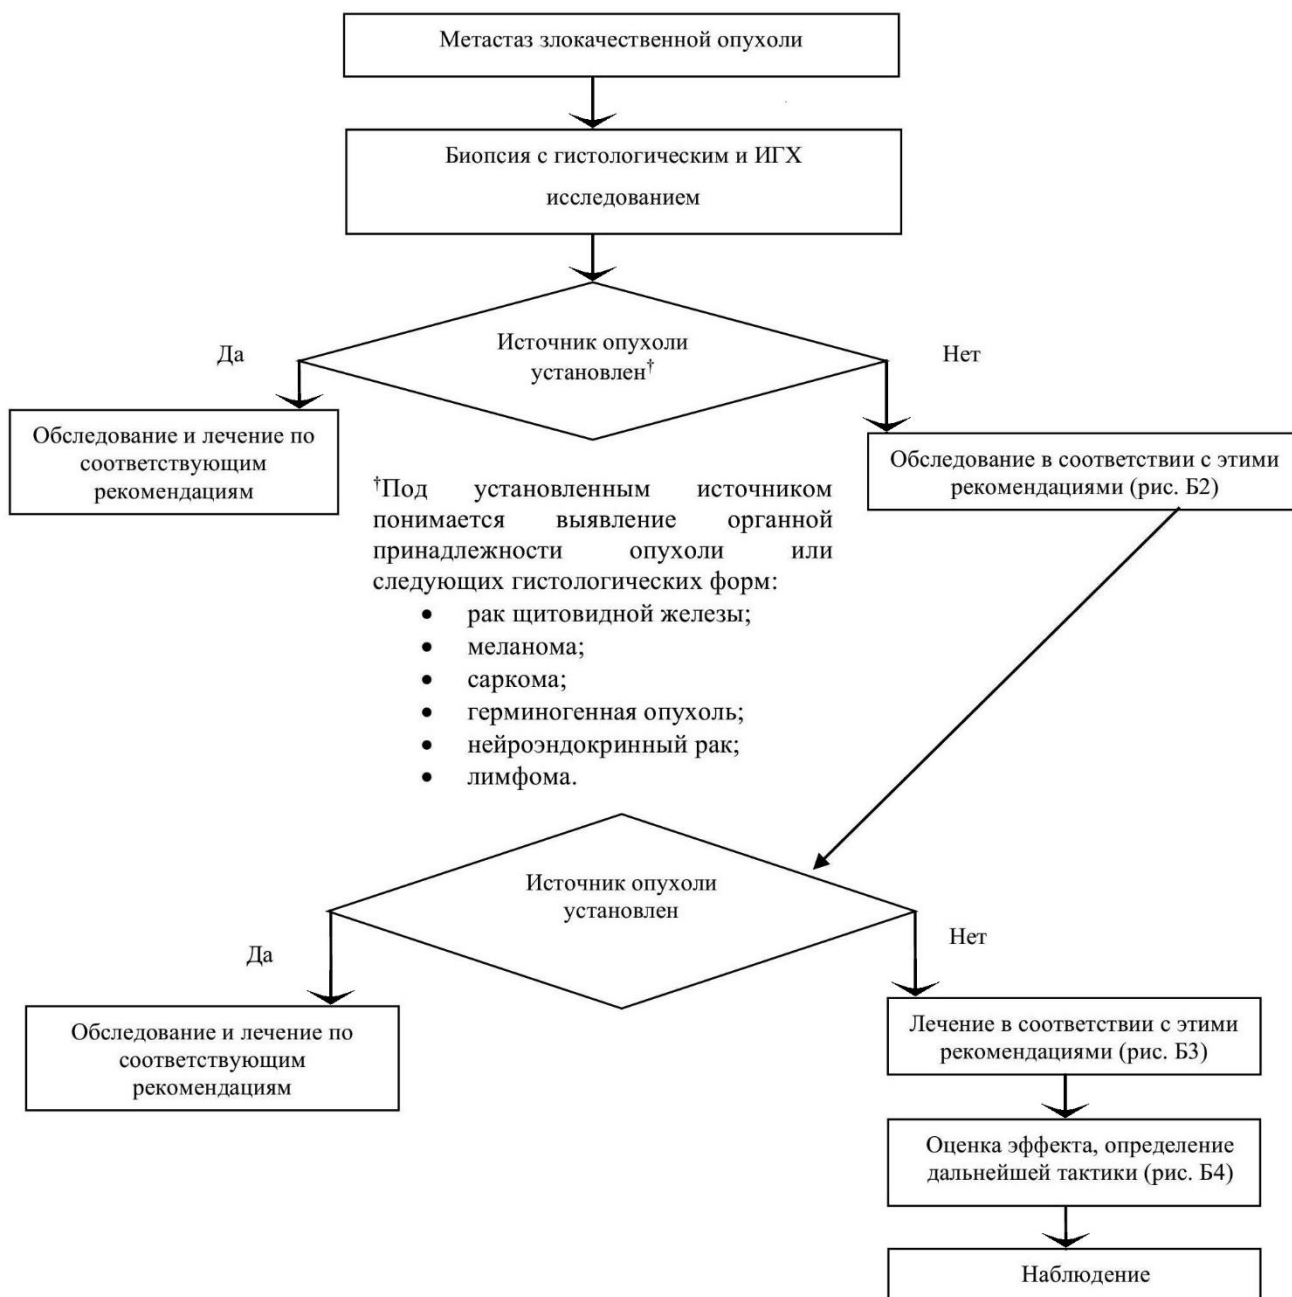 Метастаз злокачественной опухоли
Биопсия с гистологическим и ИГХ
исследованием
Источник опухоли
установлен†
Да
Нет
Обследование и лечение по
соответствующим
рекомендациям
Обследование в соответствии с этими
рекомендациями (рис. Б2)
†Под установленным источником
понимается выявление органной
принадлежности опухоли или
следующих гистологических форм:
• рак щитовидной железы;
• меланома;
• саркома;
• герминогенная опухоль;
• нейроэндокринный рак;
• лимфома.
Источник опухоли
установлен
Да
Нет
Обследование и лечение по
соответствующим
рекомендациям
Лечение в соответствии с этими
рекомендациями (рис. Б3)
Оценка эффекта, определение
дальнейшей тактики (рис. Б4)
Наблюдение